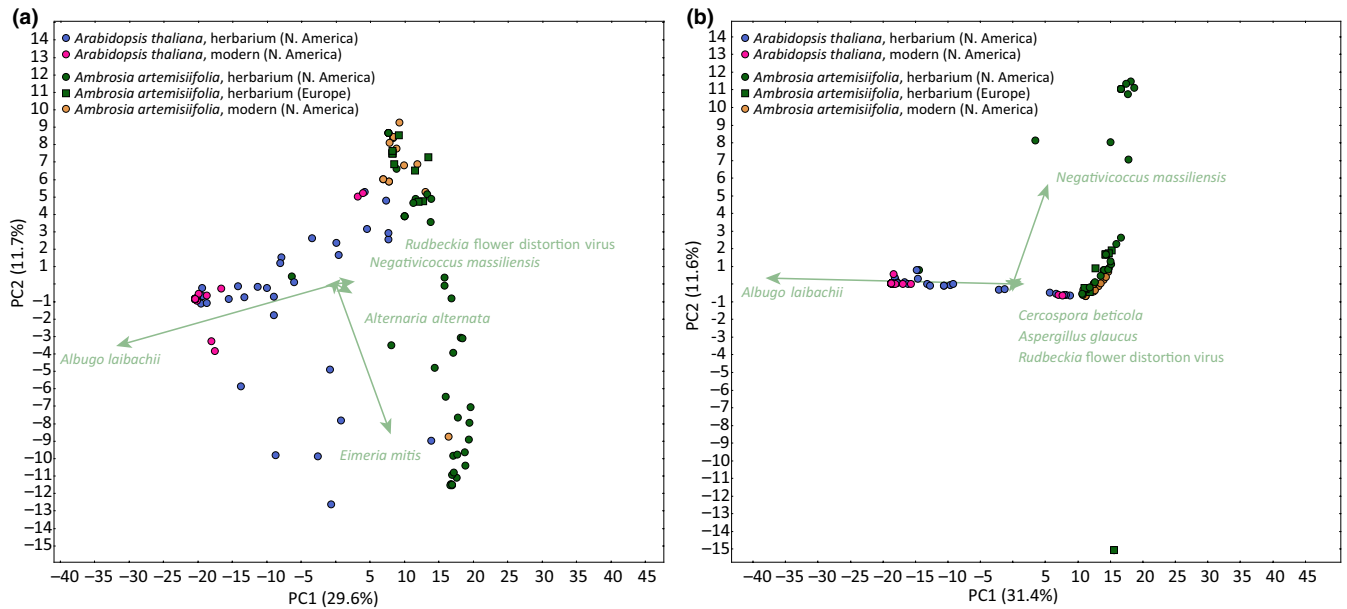 (a)
14
13
12
11
10
9
8
7
6
5
3
1
−1
−2
−3
−4
−5
−6
−7
−8
−9
−10
−11
−12
−13
−14
−15
PC2 (11.7%)
Arabidopsis thaliana, herbarium (N. America)
Arabidopsis thaliana, modern (N. America)
Ambrosia artemisiifolia, herbarium (N. America)
Ambrosia artemisiifolia, herbarium (Europe)
Ambrosia artemisiifolia, modern (N. America)
Rudbeckia flower distortion virus
Negativicoccus massiliensis
Alternaria alternata
Albugo laibachii
Eimeria mitis
−40 −35 −30 −25 −20 −15 −10 5 10 15 20 25 30 35 40 45
PC1 (29.6%)
(b)
14
13
12
11
10
9
8
7
6
5
3
1
−1
−2
−3
−4
−5
−6
−7
−8
−9
−10
−11
−12
−13
−14
−15
PC2 (11.6%)
Arabidopsis thaliana, herbarium (N. America)
Arabidopsis thaliana, modern (N. America)
Ambrosia artemisiifolia, herbarium (N. America)
Ambrosia artemisiifolia, herbarium (Europe)
Ambrosia artemisiifolia, modern (N. America)
Negativicoccus massiliensis
Albugo laibachii
Cercospora beticola
Aspergillus glaucus
Rudbeckia flower distortion virus
−40 −35 −30 −25 −20 −15 −10 5 10 15 20 25 30 35 40 45
PC1 (31.4%)